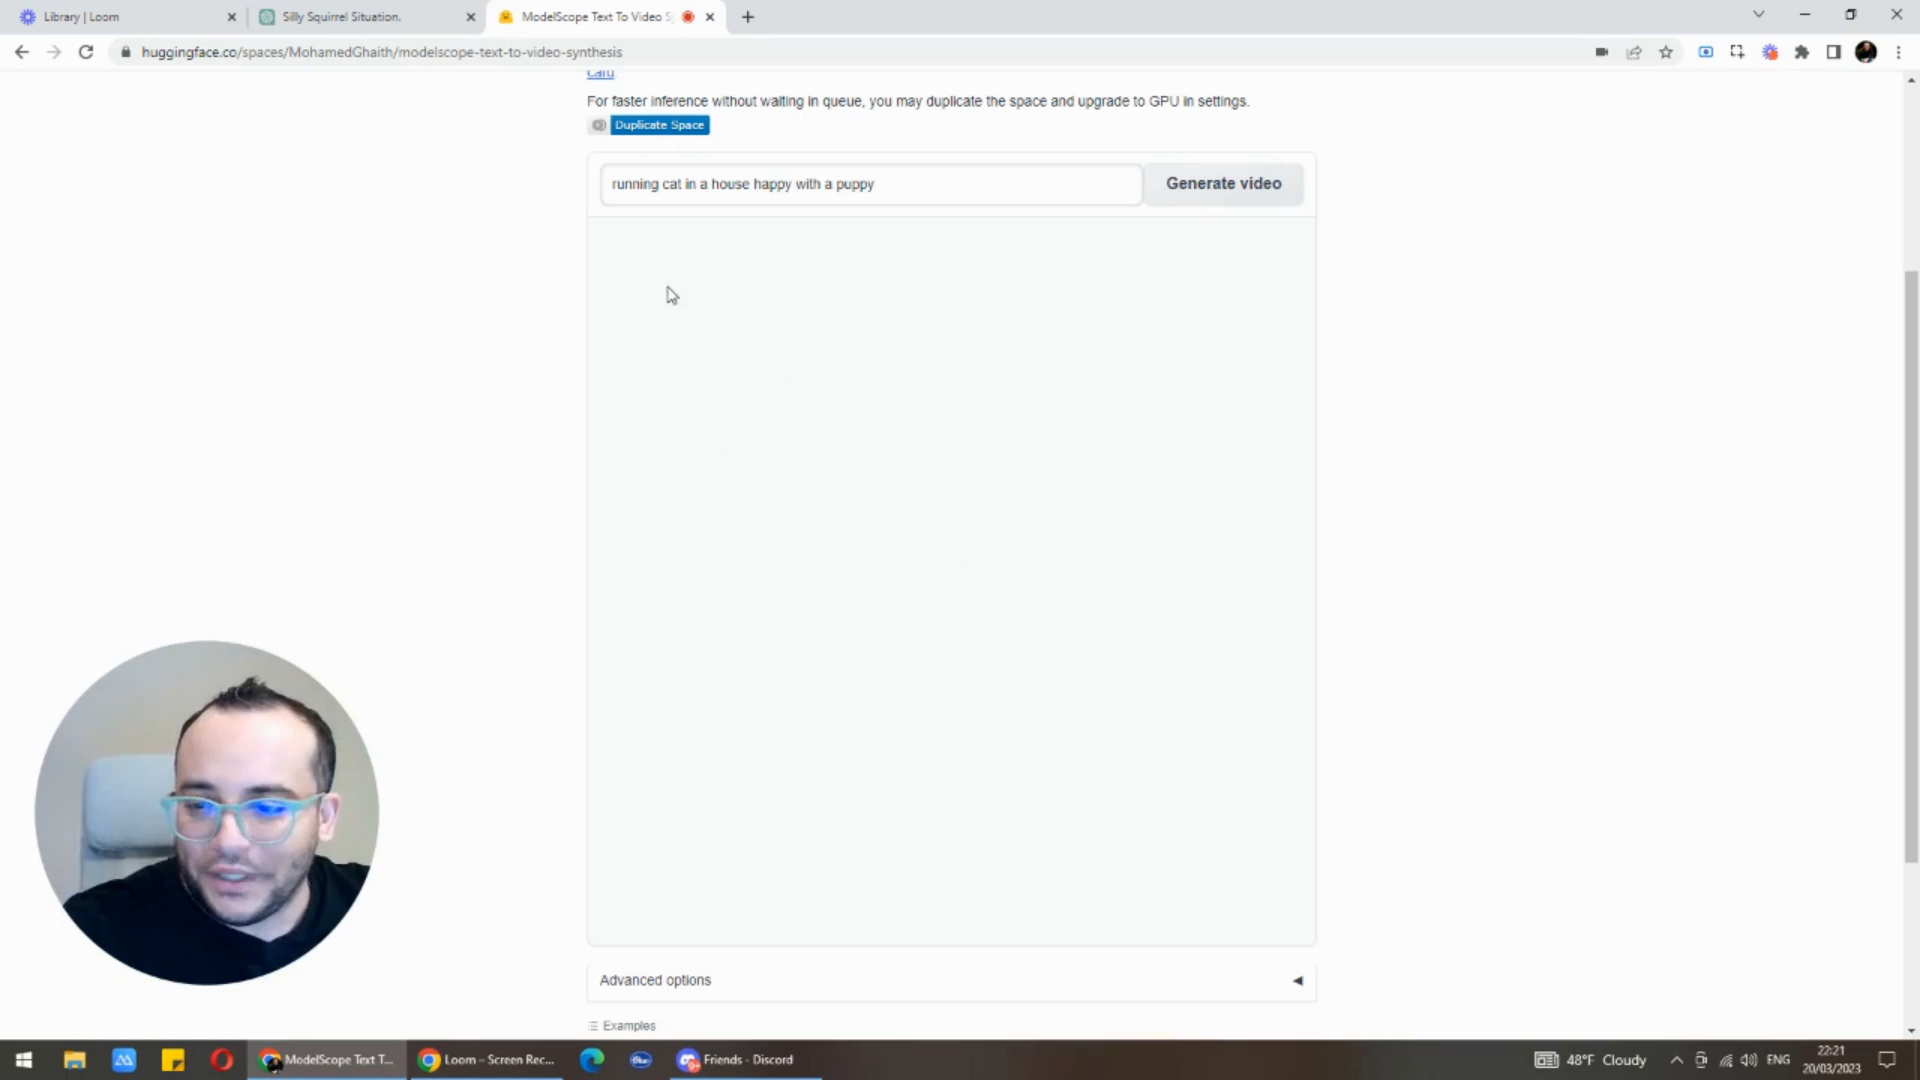 Library | Loom
Silly Squirrel Situation.
ModelScope Text To Video S
huggingface.co/spaces/MohamedGhaith/modelscope-text-to-video-synthesis
Card.
For faster inference without waiting in queue, you may duplicate the space and upgrade to GPU in settings.
Duplicate Space
running cat in a house happy with a puppy
Generate video
Advanced options
Examples
ModelScope Text T...
Loom – Screen Rec...
Friends - Discord
48°F Cloudy
ENG
22:21
20/03/2023